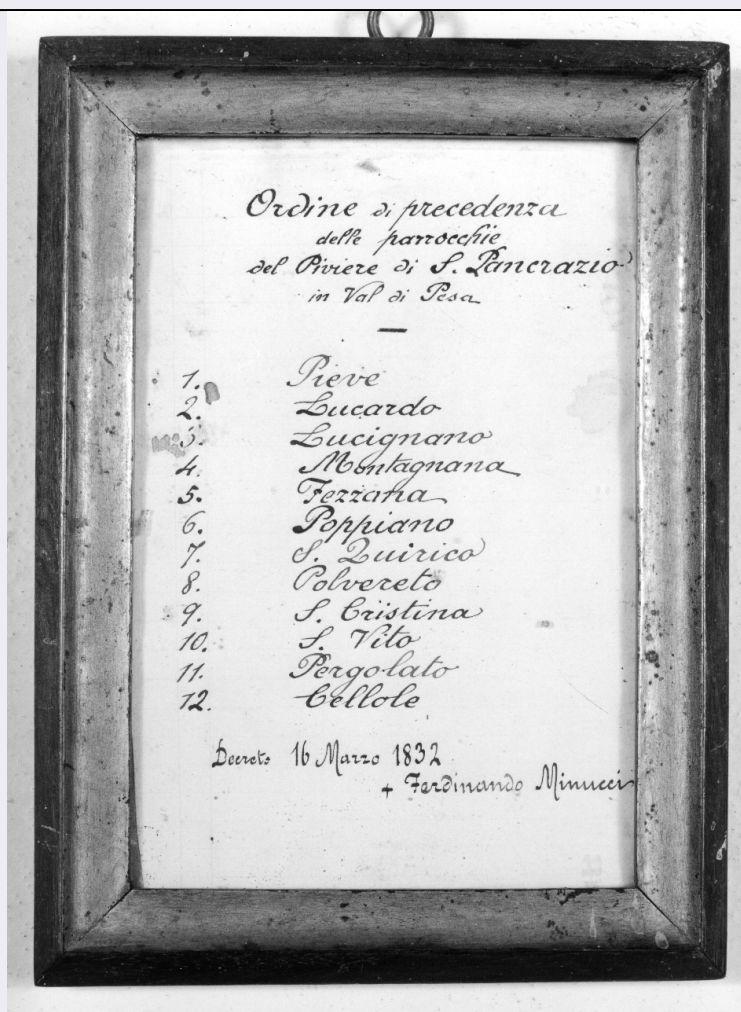 Ordine di precedenza
delle parrocchie
del Piviere di S. Pancrazio
in Val di Pesa
—
1. Pieve
2. Lucardo
3. Lucignano
4. Montagnana
5. Fezzana
6. Poppiano
7. S. Quirico
8. Polvereto
9. S. Cristina
10. S. Vito
11. Pergolato
12. Cellole
Decreto 16 Marzo 1832
+ Ferdinando Minucci